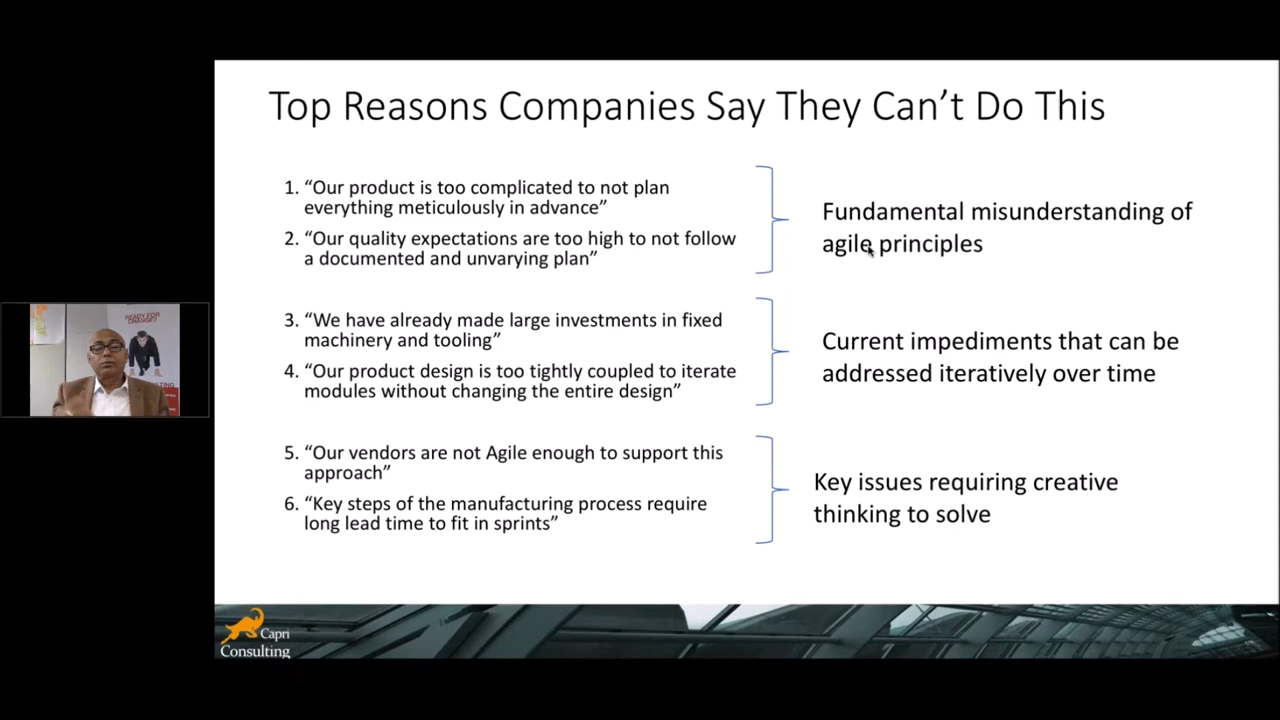 Top Reasons Companies Say They Can’t Do This
1. “Our product is too complicated to not plan
everything meticulously in advance”
2. “Our quality expectations are too high to not follow
a documented and unvarying plan”
Fundamental misunderstanding of
agile principles
3. “We have already made large investments in fixed
machinery and tooling”
4. “Our product design is too tightly coupled to iterate
modules without changing the entire design”
Current impediments that can be
addressed iteratively over time
5. “Our vendors are not Agile enough to support this
approach”
6. “Key steps of the manufacturing process require
long lead time to fit in sprints”
Key issues requiring creative
thinking to solve
READY FOR
CHANGE?
Capri
Consulting